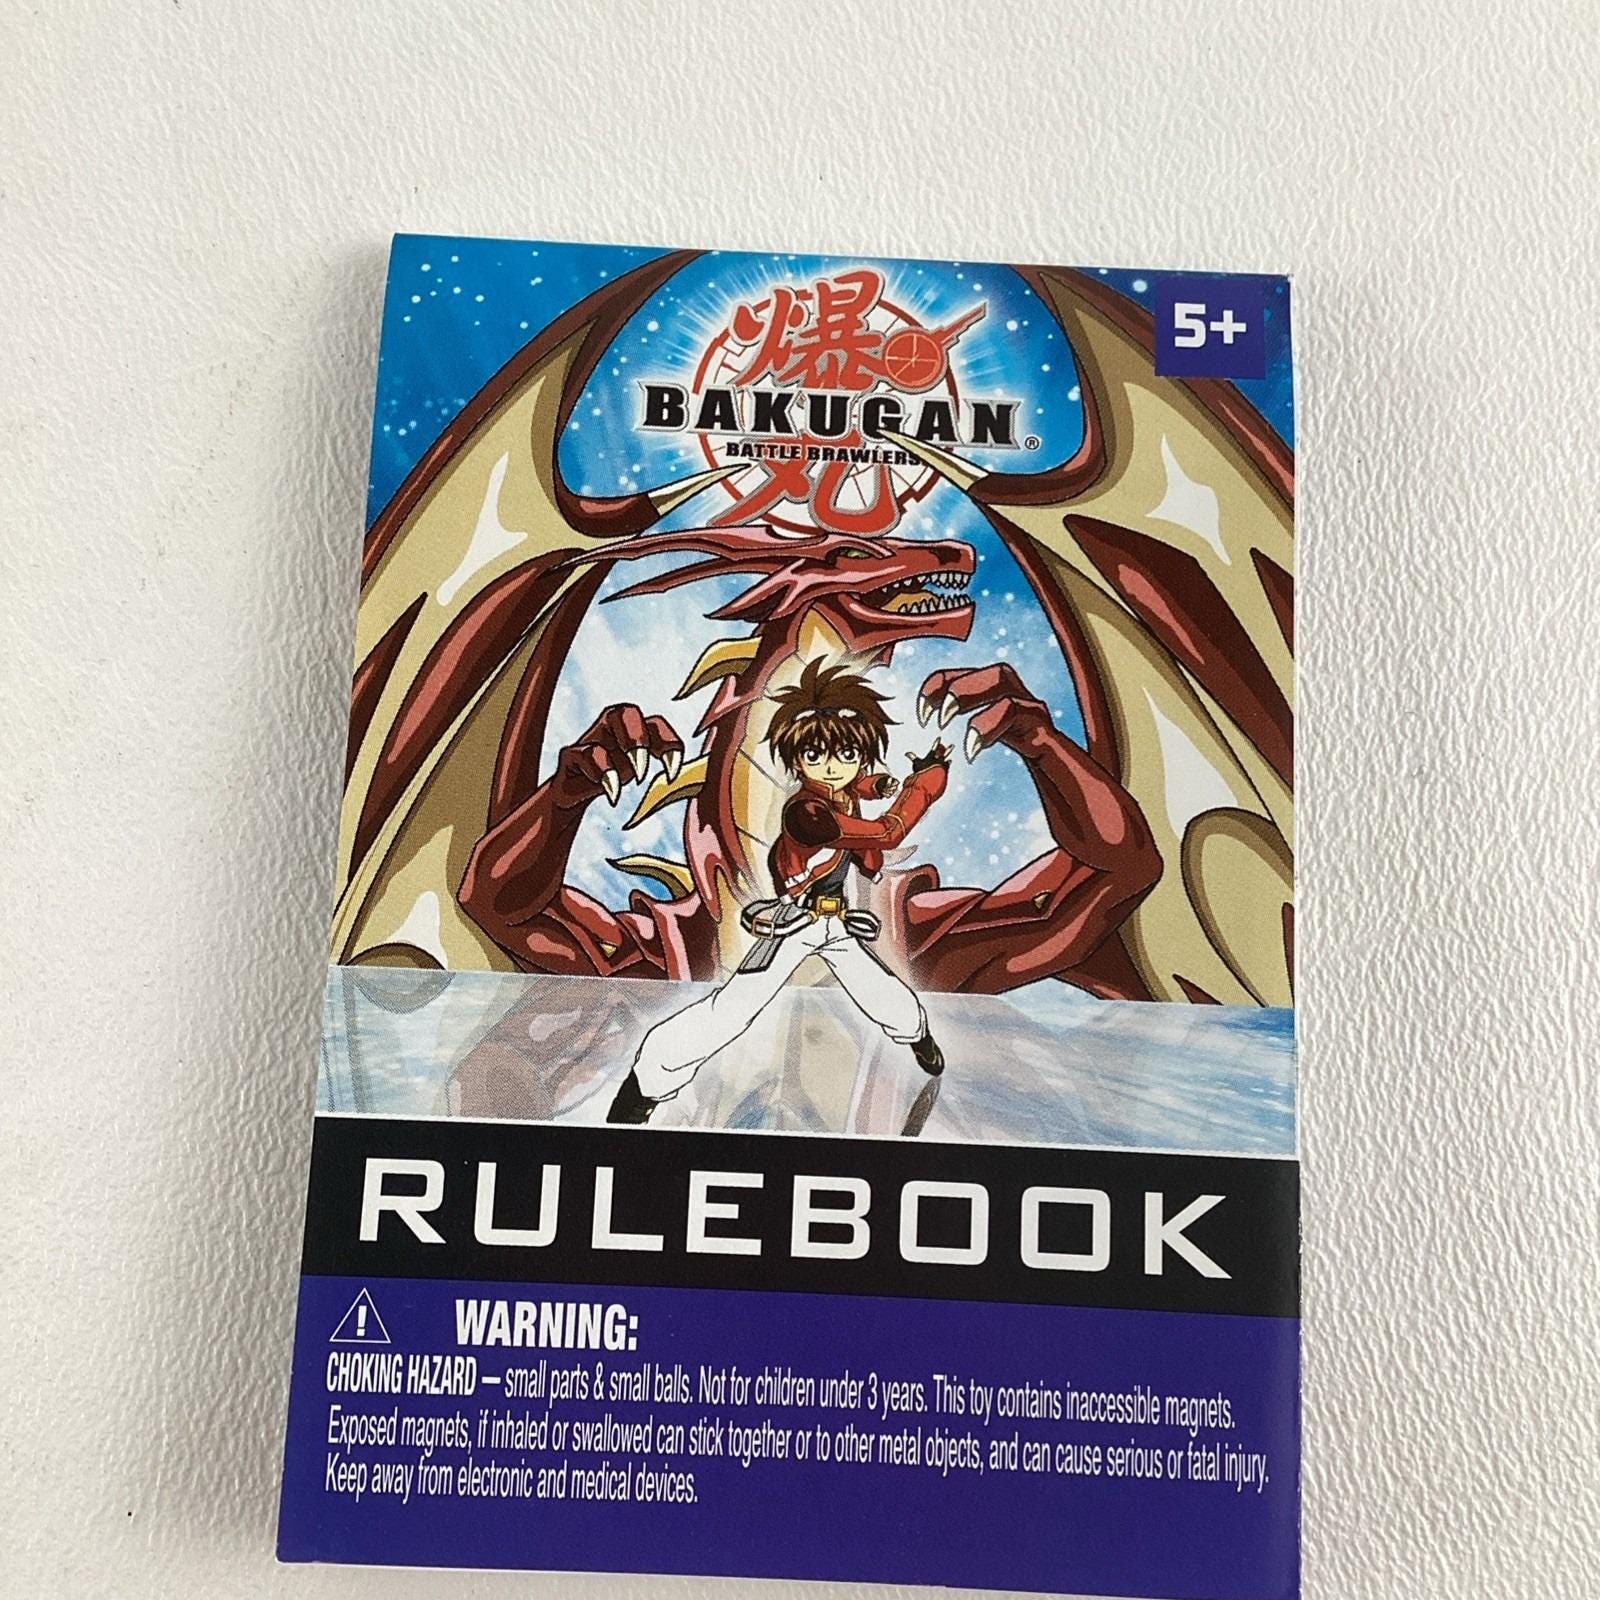 5+
爆
BAKUGAN®
BATTLE BRAWLERS
丸
RULEBOOK
! WARNING:
CHOKING HAZARD — small parts & small balls. Not for children under 3 years. This toy contains inaccessible magnets.
Exposed magnets, if inhaled or swallowed can stick together or to other metal objects, and can cause serious or fatal injury.
Keep away from electronic and medical devices.